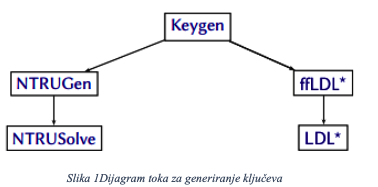 Keygen
NTRUGen
ffLDL*
NTRUSolve
LDL*
Slika 1Dijagram toka za generiranje ključeva